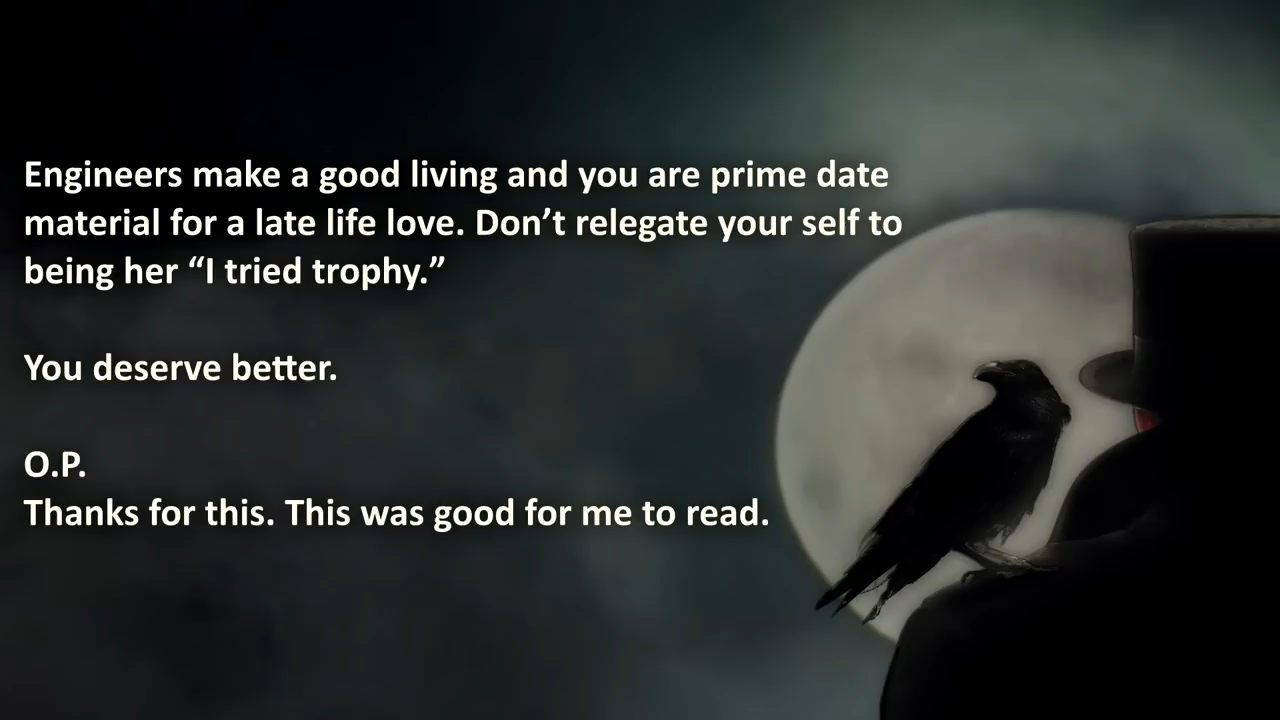 Engineers make a good living and you are prime date
material for a late life love. Don’t relegate your self to
being her “I tried trophy.”
You deserve better.
O.P.
Thanks for this. This was good for me to read.